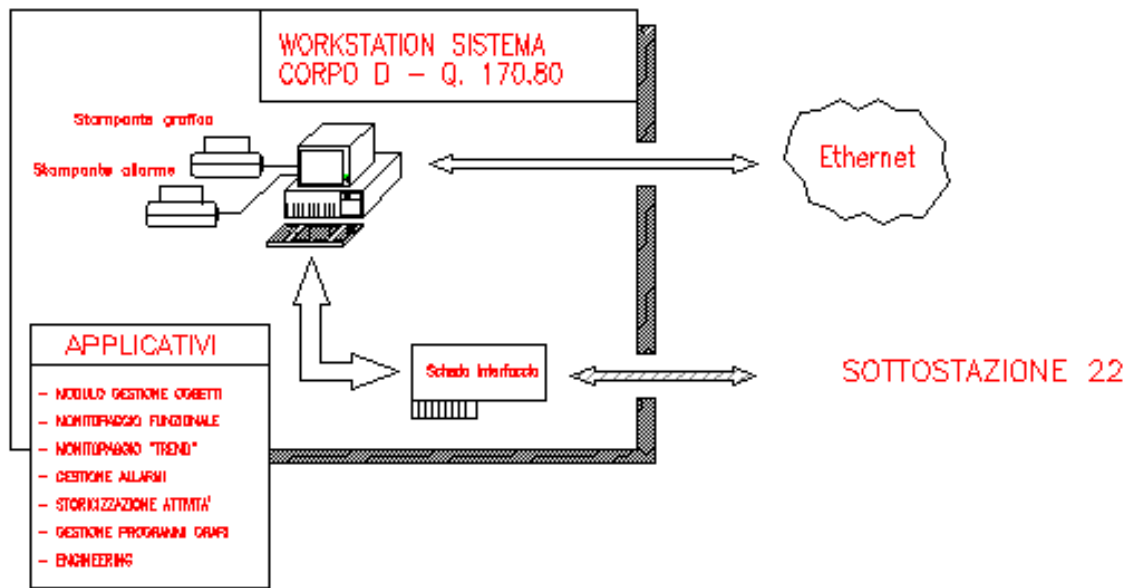 WORKSTATION SISTEMA
CORPO D - Q. 170.80
Stampante grafica
Stampante allarme
Ethernet
APPLICATIVI
Scheda Interfaccia
SOTTOSTAZIONE 22
- MODULO GESTIONE OGGETTI
- MONITORAGGIO FUNZIONALE
- MONITORAGGIO "TREND"
- GESTIONE ALLARMI
- STORICIZZAZIONE ATTIVITA'
- GESTIONE PROGRAMMI ORARI
- ENGINEERING